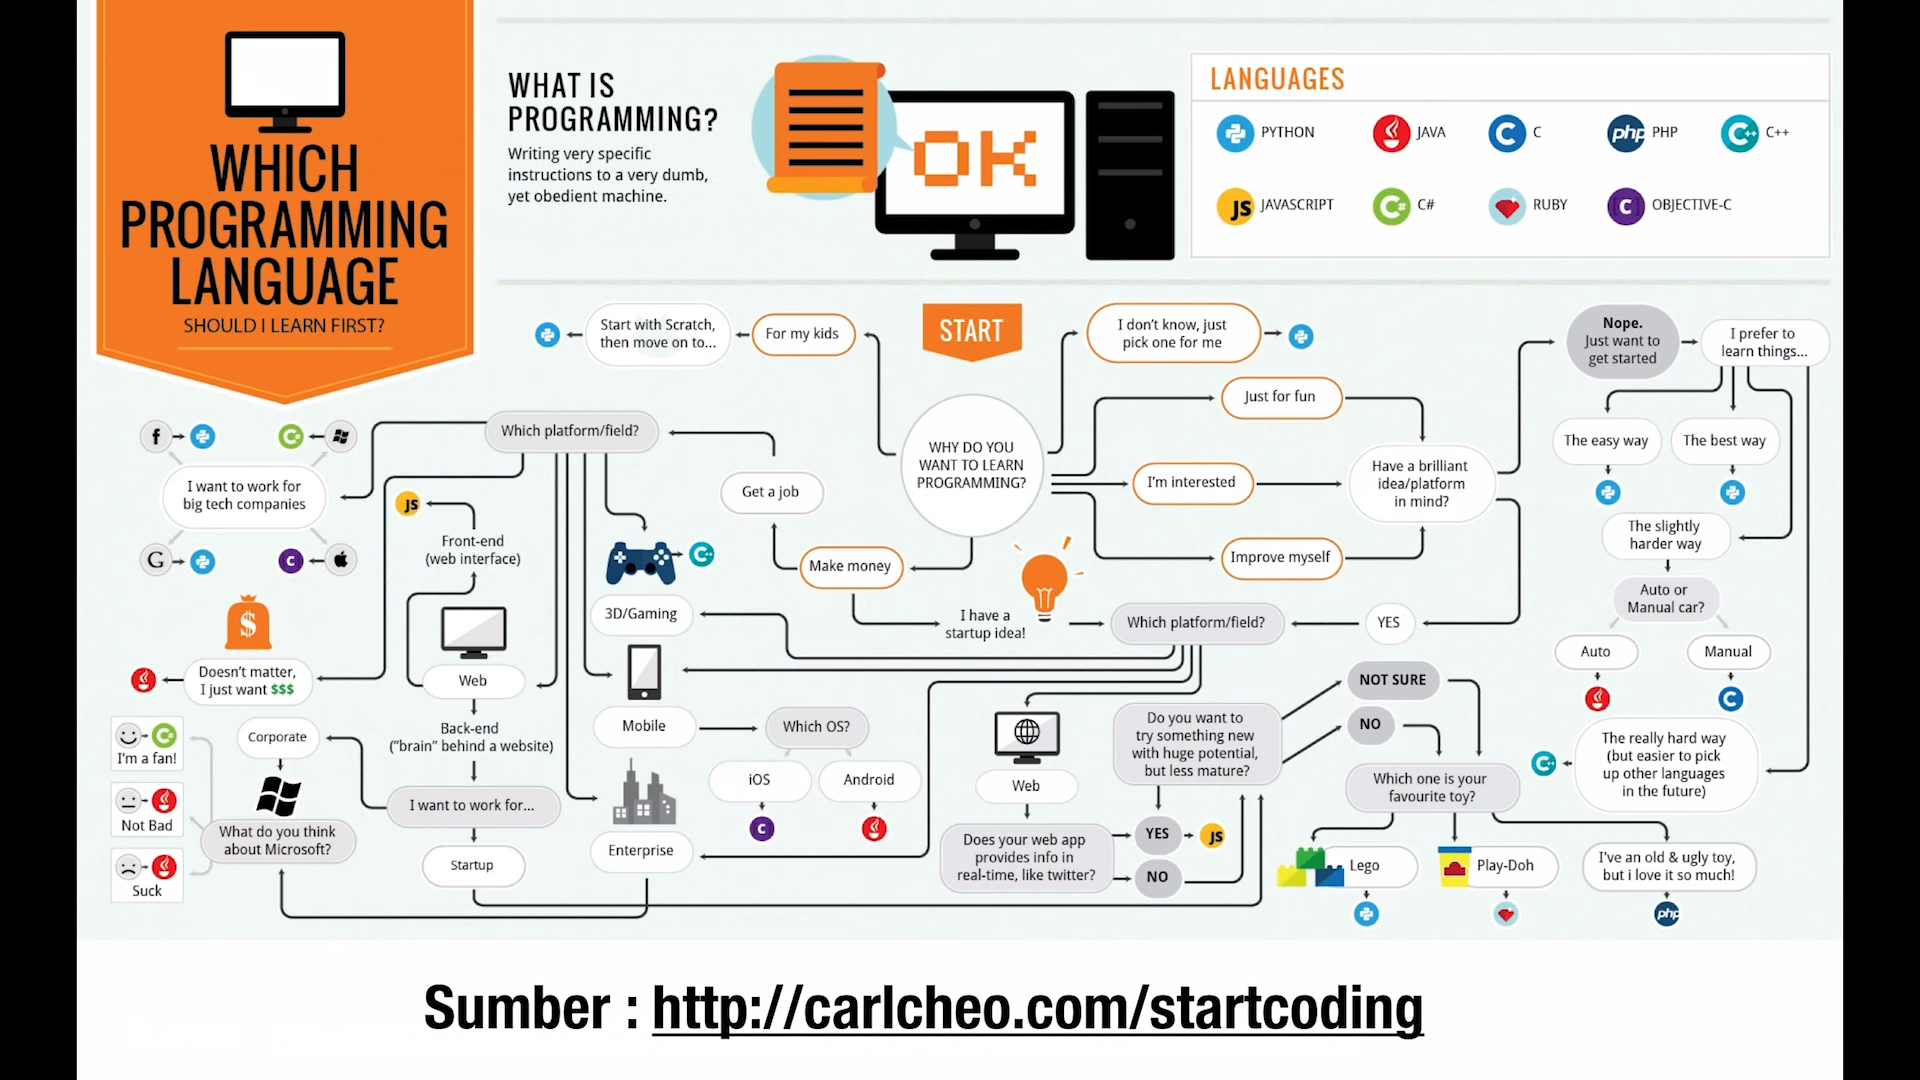 WHICH
PROGRAMMING
LANGUAGE
SHOULD I LEARN FIRST?
WHAT IS
PROGRAMMING?
Writing very specific
instructions to a very dumb,
yet obedient machine.
OK
LANGUAGES
PYTHON
JAVA
C
php PHP
C++
JS JAVASCRIPT
C#
RUBY
C OBJECTIVE-C
START
For my kids
Start with Scratch,
then move on to...
I don't know, just
pick one for me
Nope.
Just want to
get started
I prefer to
learn things...
Just for fun
Which platform/field?
WHY DO YOU
WANT TO LEARN
PROGRAMMING?
The easy way
The best way
Have a brilliant
idea/platform
in mind?
I'm interested
Get a job
f
I want to work for
big tech companies
G
C
JS
Front-end
(web interface)
C++
The slightly
harder way
Improve myself
Make money
Auto or
Manual car?
3D/Gaming
I have a
startup idea!
Which platform/field?
YES
$
Doesn't matter,
I just want $$$
Web
Auto
Manual
C
NOT SURE
NO
Back-end
("brain" behind a website)
Mobile
Which OS?
Do you want to
try something new
with huge potential,
but less mature?
Corporate
C#
I'm a fan!
Not Bad
Suck
What do you think
about Microsoft?
I want to work for...
Startup
Enterprise
iOS
Android
C
Web
Does your web app
provides info in
real-time, like twitter?
YES
JS
NO
Which one is your
favourite toy?
C++
The really hard way
(but easier to pick
up other languages
in the future)
Lego
Play-Doh
I've an old & ugly toy,
but i love it so much!
php
Sumber : http://carlcheo.com/startcoding